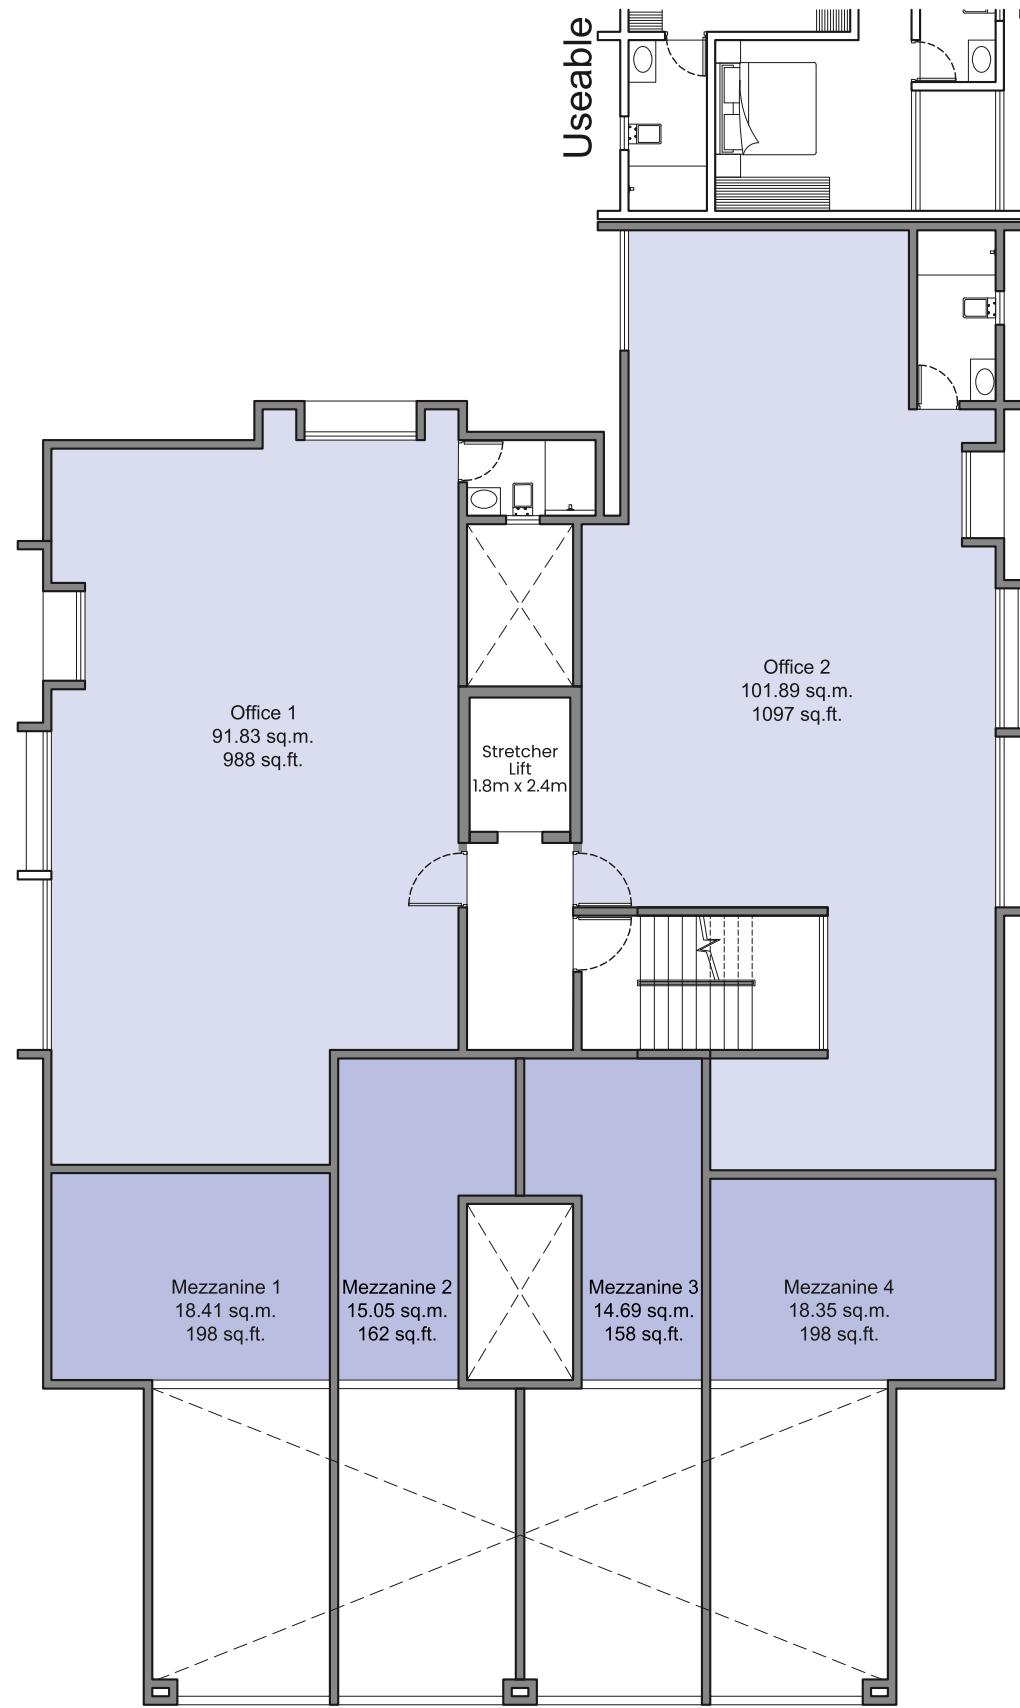 Useable
Office 2
101.89 sq.m.
1097 sq.ft.
Office 1
91.83 sq.m.
988 sq.ft.
Stretcher
Lift
1.8m x 2.4m
Mezzanine 1
18.41 sq.m.
198 sq.ft.
Mezzanine 2
15.05 sq.m.
162 sq.ft.
Mezzanine 3
14.69 sq.m.
158 sq.ft.
Mezzanine 4
18.35 sq.m.
198 sq.ft.